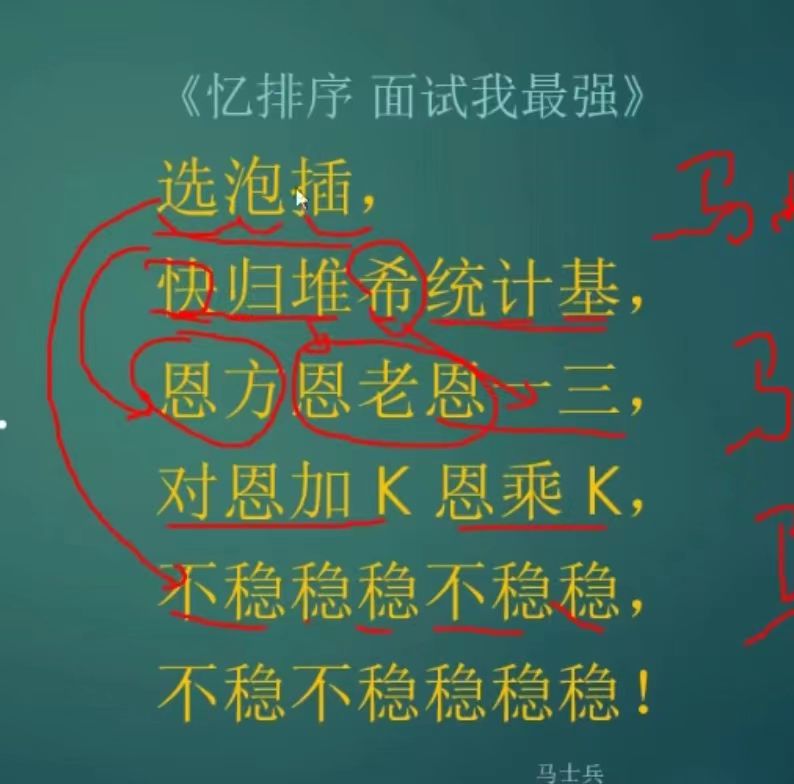 《忆排序 面试我最强》
选泡插，
快归堆希统计基，
恩方恩老恩一三，
对恩加 K 恩乘 K，
不稳稳稳不稳稳，
不稳不稳稳稳稳！
马士兵
马